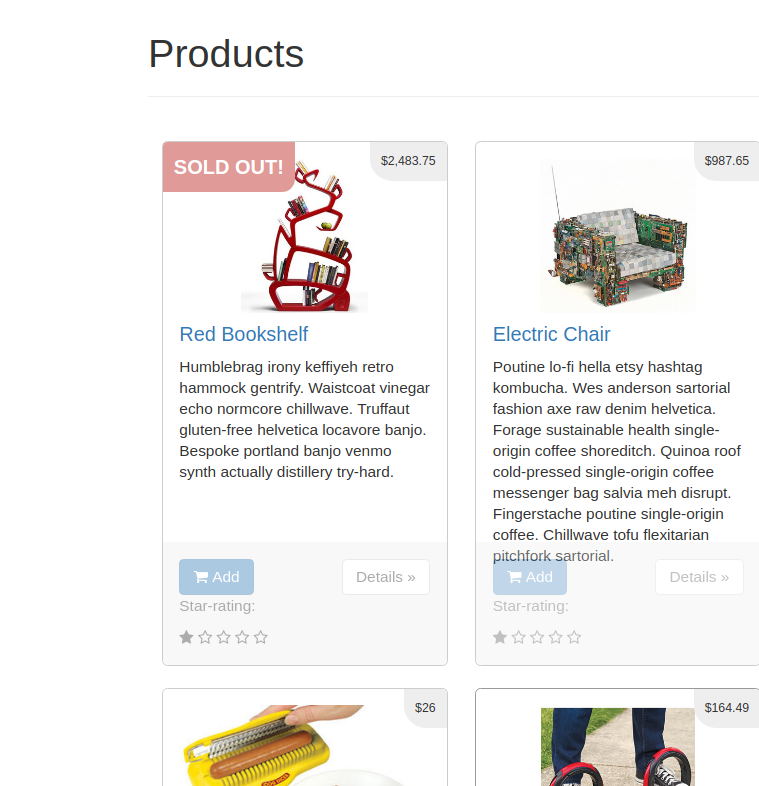 Products
SOLD OUT!
$2,483.75
Red Bookshelf
Humblebrag irony keffiyeh retro
hammock gentrify. Waistcoat vinegar
echo normcore chillwave. Truffaut
gluten-free helvetica locavore banjo.
Bespoke portland banjo venmo
synth actually distillery try-hard.
Add
Details »
Star-rating:
$987.65
Electric Chair
Poutine lo-fi hella etsy hashtag
kombucha. Wes anderson sartorial
fashion axe raw denim helvetica.
Forage sustainable health single-
origin coffee shoreditch. Quinoa roof
cold-pressed single-origin coffee
messenger bag salvia meh disrupt.
Fingerstache poutine single-origin
coffee. Chillwave tofu flexitarian
pitchfork sartorial.
Add
Details »
Star-rating:
$26
$164.49